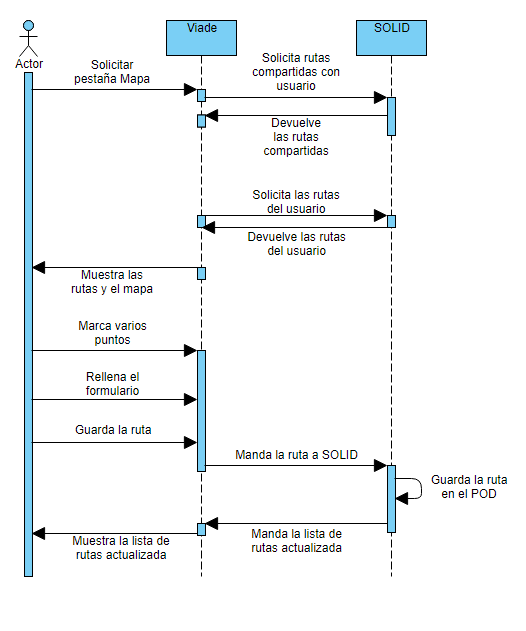 Viade
SOLID
Actor
Solicitar
pestaña Mapa
Solicita rutas
compartidas con
usuario
Devuelve
las rutas
compartidas
Solicita las rutas
del usuario
Devuelve las rutas
del usuario
Muestra las
rutas y el mapa
Marca varios
puntos
Rellena el
formulario
Guarda la ruta
Manda la ruta a SOLID
Guarda la ruta
en el POD
Manda la lista de
rutas actualizada
Muestra la lista de
rutas actualizada